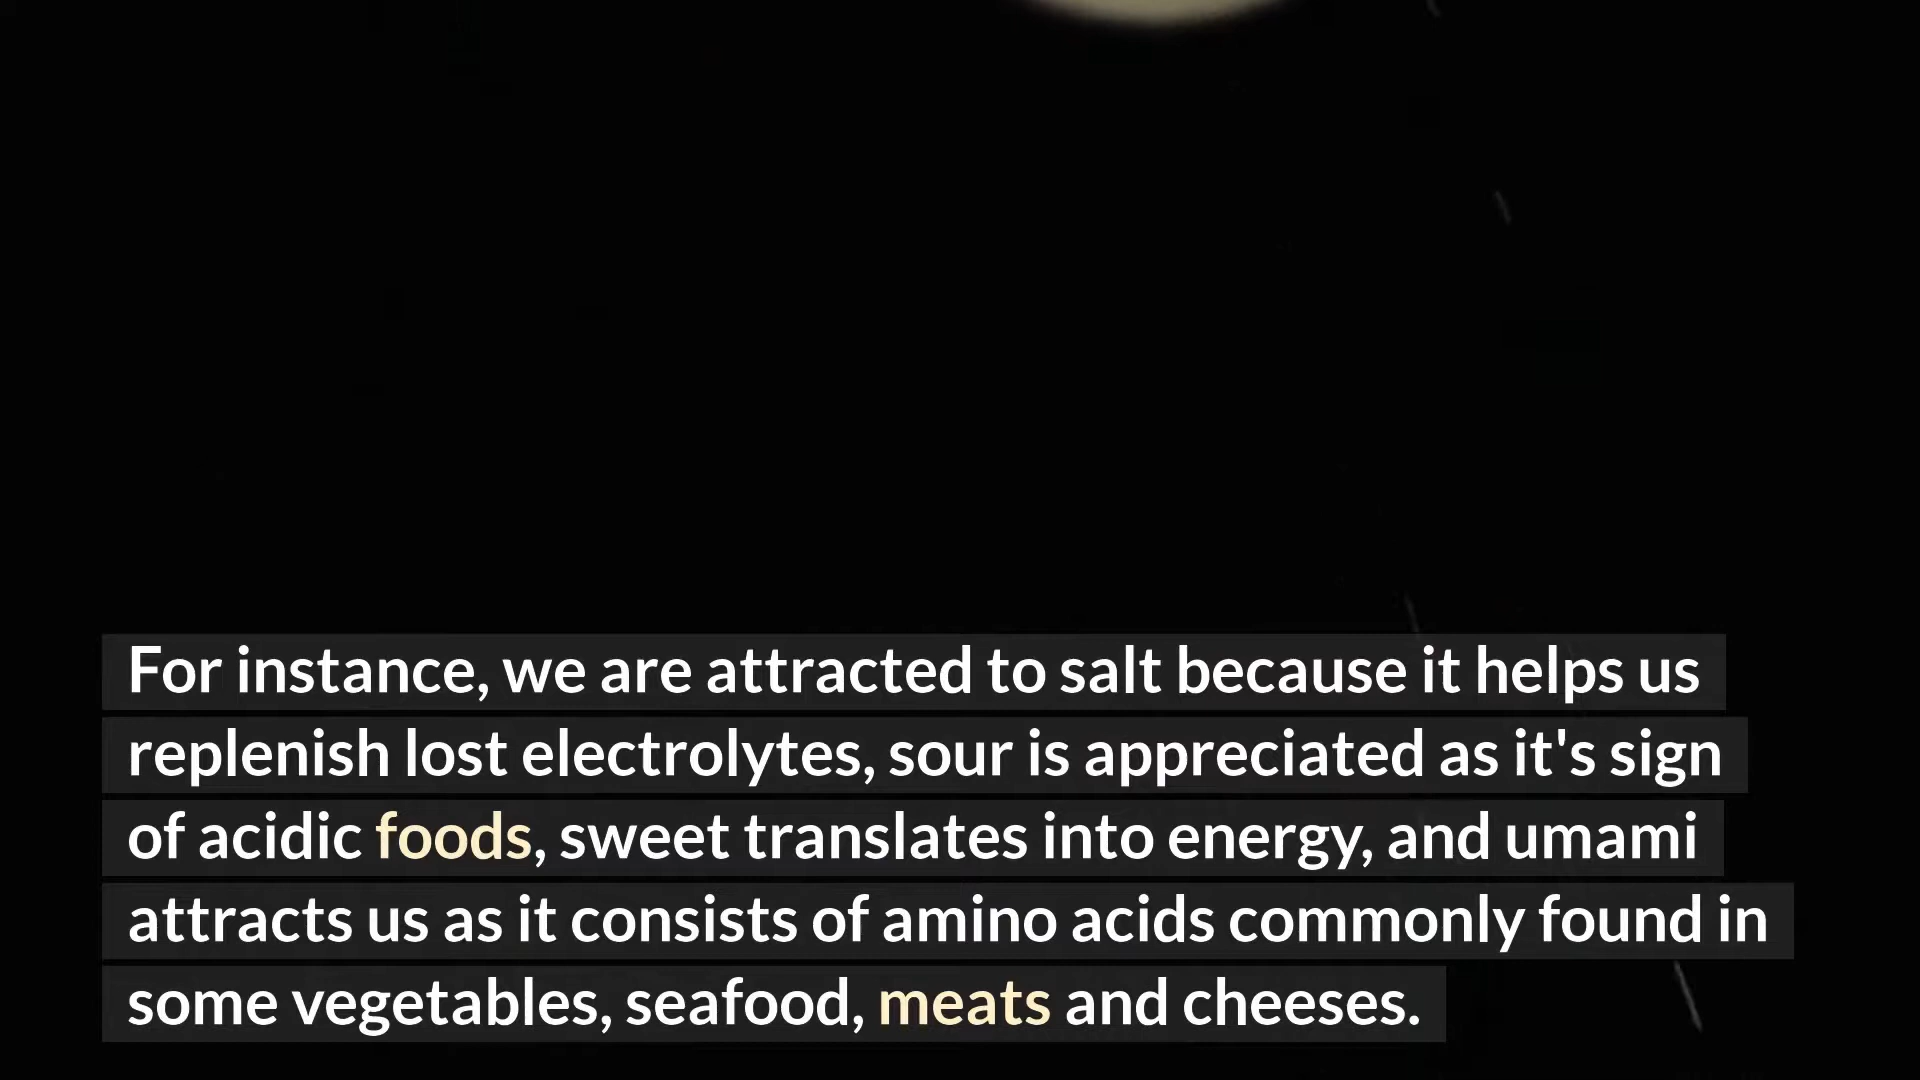 For instance, we are attracted to salt because it helps us
replenish lost electrolytes, sour is appreciated as it's sign
of acidic foods, sweet translates into energy, and umami
attracts us as it consists of amino acids commonly found in
some vegetables, seafood, meats and cheeses.